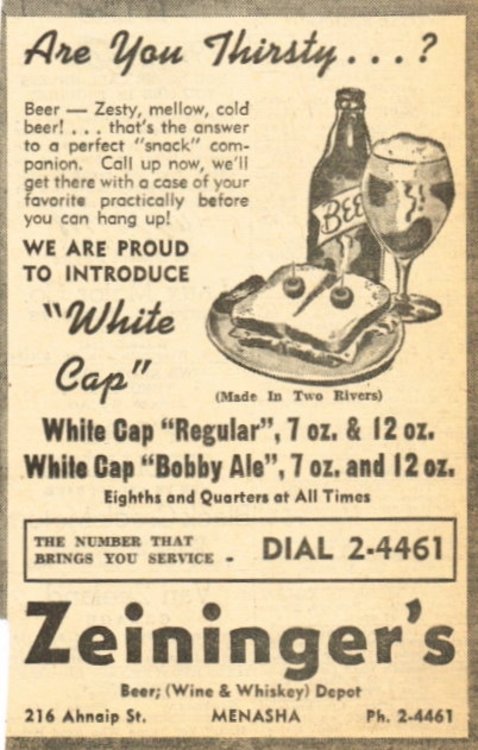 Are You Thirsty...?
Beer — Zesty, mellow, cold
beer! . . . that's the answer
to a perfect "snack" com-
panion. Call up now, we'll
get there with a case of your
favorite practically before
you can hang up!
BEER
WE ARE PROUD
TO INTRODUCE
"White
Cap"
(Made In Two Rivers)
White Cap "Regular", 7 oz. & 12 oz.
White Cap "Bobby Ale", 7 oz. and 12 oz.
Eighths and Quarters at All Times
THE NUMBER THAT
BRINGS YOU SERVICE -
DIAL 2-4461
Zeininger's
Beer; (Wine & Whiskey) Depot
216 Ahnaip St. MENASHA Ph. 2-4461